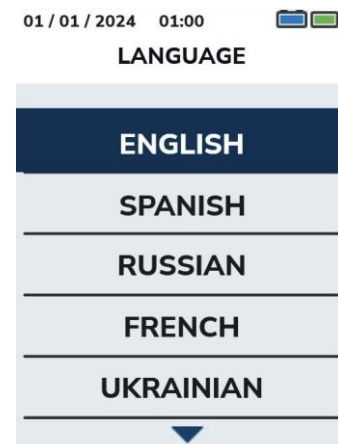 01 / 01 / 2024 01:00
LANGUAGE
ENGLISH
SPANISH
RUSSIAN
FRENCH
UKRAINIAN